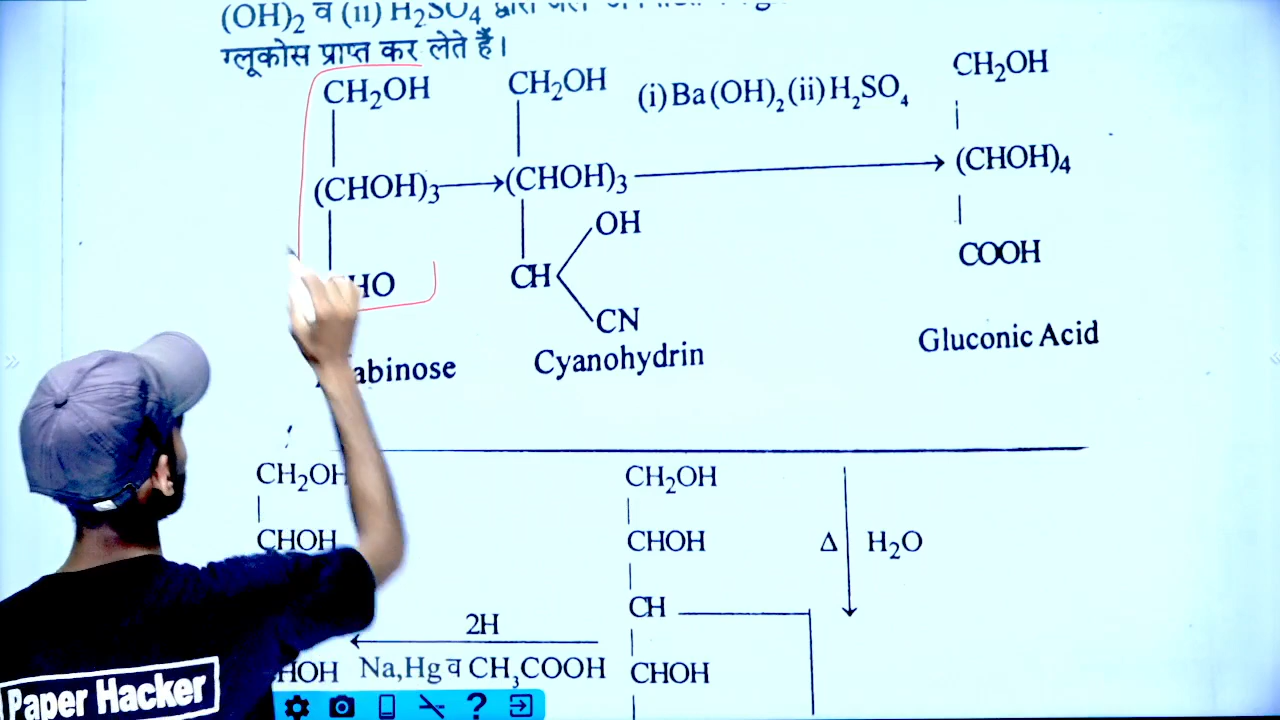 (OH)₂ व (ii) H₂SO₄ द्वारा
ग्लूकोस प्राप्त कर लेते हैं।
CH₂OH CH₂OH (i) Ba(OH)₂ (ii) H₂SO₄ CH₂OH
(CHOH)₃ (CHOH)₃ (CHOH)₄
OH
HO CH COOH
CN
abinose Cyanohydrin Gluconic Acid
CH₂OH CH₂OH
CHOH CHOH Δ H₂O
CH
2H
HOH Na,Hg व CH₃COOH CHOH
Paper Hacker
?